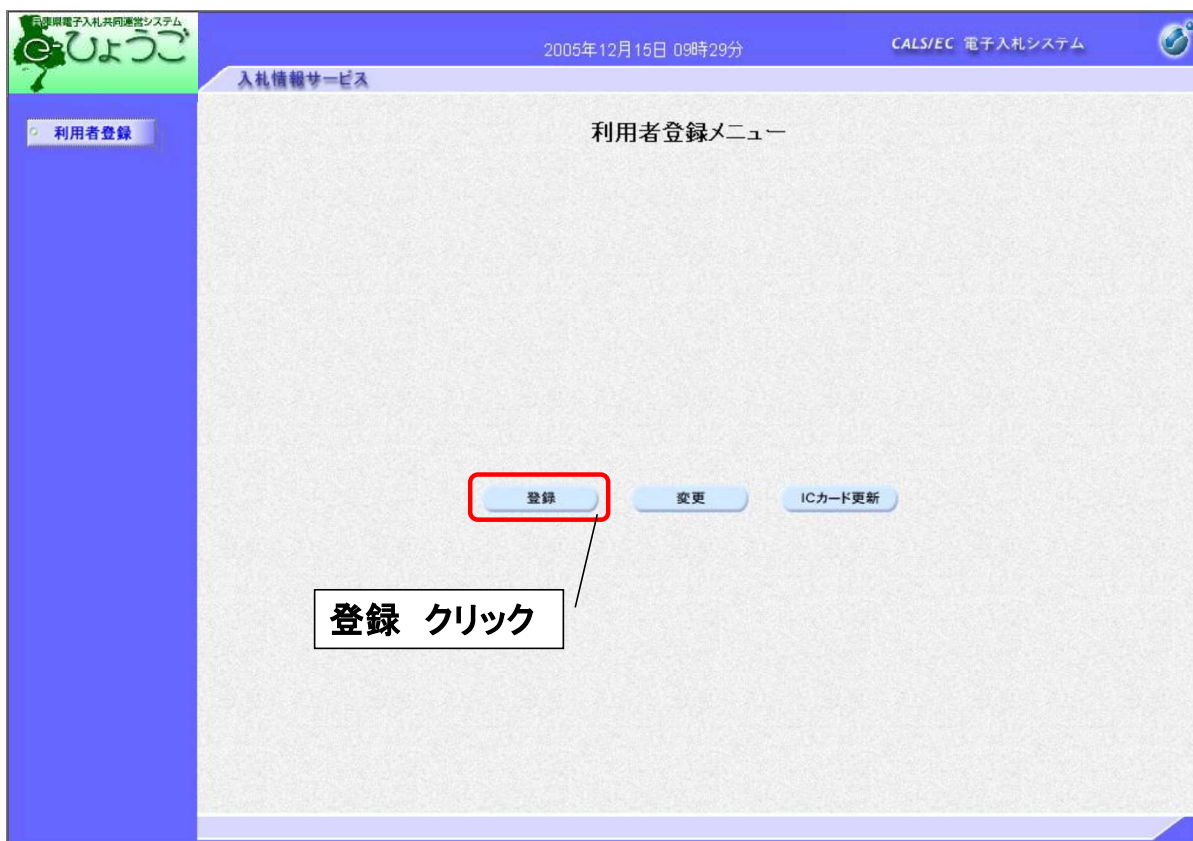 兵庫県電子入札共同運営システム
e-ひょうご
2005年12月15日 09時29分
CALS/EC 電子入札システム
入札情報サービス
利用者登録
利用者登録メニュー
登録
変更
ICカード更新
登録 クリック